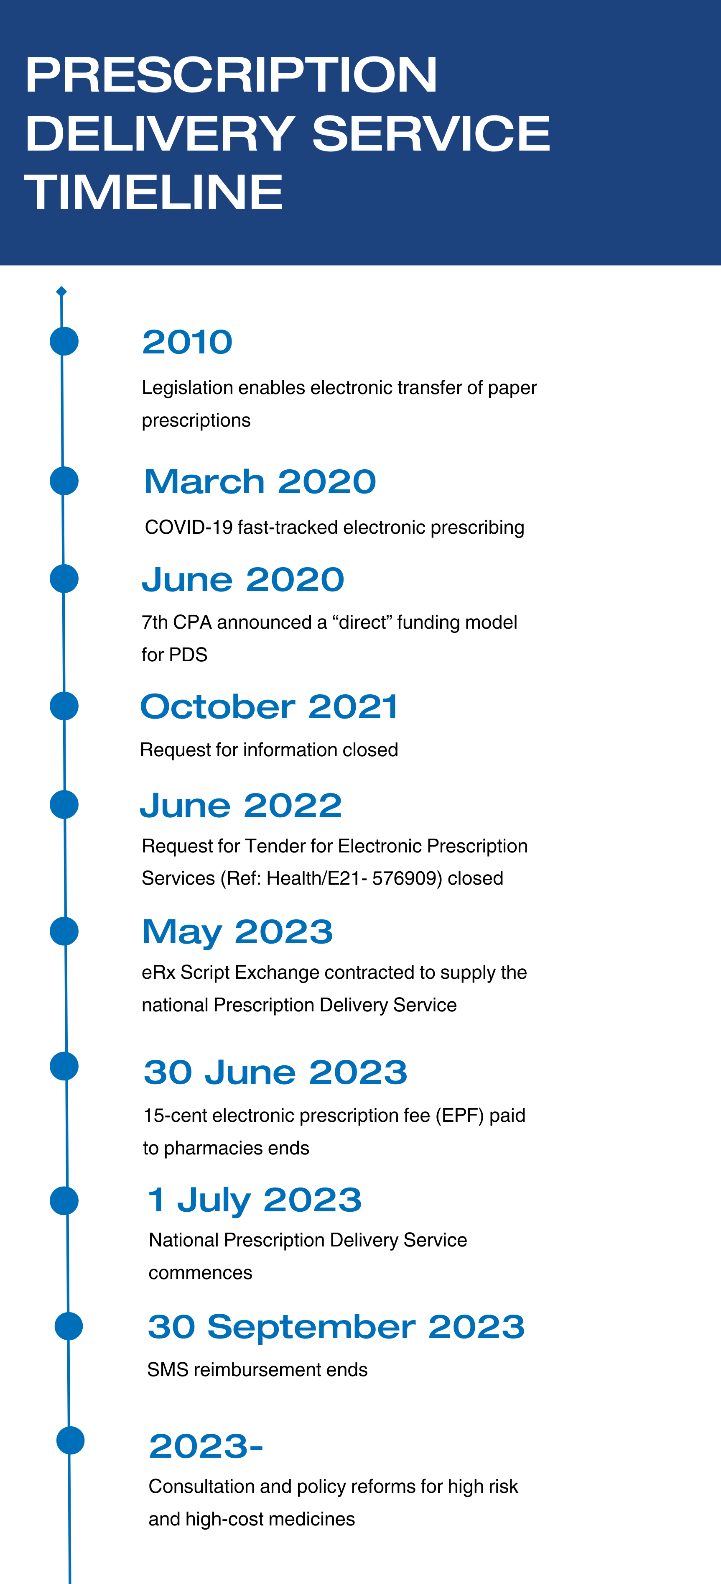 PRESCRIPTION
DELIVERY SERVICE
TIMELINE
2010
Legislation enables electronic transfer of paper
prescriptions
March 2020
COVID-19 fast-tracked electronic prescribing
June 2020
7th CPA announced a “direct” funding model
for PDS
October 2021
Request for information closed
June 2022
Request for Tender for Electronic Prescription
Services (Ref: Health/E21- 576909) closed
May 2023
eRx Script Exchange contracted to supply the
national Prescription Delivery Service
30 June 2023
15-cent electronic prescription fee (EPF) paid
to pharmacies ends
1 July 2023
National Prescription Delivery Service
commences
30 September 2023
SMS reimbursement ends
2023-
Consultation and policy reforms for high risk
and high-cost medicines